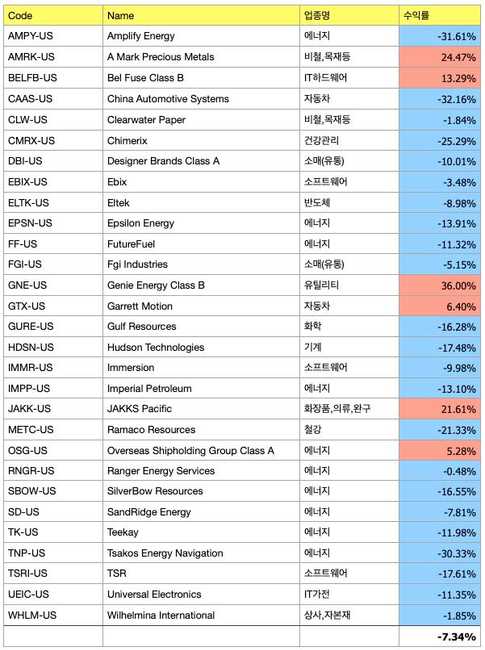 Code Name 업종명 수익률
AMPY-US Amplify Energy 에너지 -31.61%
AMRK-US A Mark Precious Metals 비철,목재등 24.47%
BELFB-US Bel Fuse Class B IT하드웨어 13.29%
CAAS-US China Automotive Systems 자동차 -32.16%
CLW-US Clearwater Paper 비철,목재등 -1.84%
CMRX-US Chimerix 건강관리 -25.29%
DBI-US Designer Brands Class A 소매(유통) -10.01%
EBIX-US Ebix 소프트웨어 -3.48%
ELTK-US Eltek 반도체 -8.98%
EPSN-US Epsilon Energy 에너지 -13.91%
FF-US FutureFuel 에너지 -11.32%
FGI-US Fgi Industries 소매(유통) -5.15%
GNE-US Genie Energy Class B 유틸리티 36.00%
GTX-US Garrett Motion 자동차 6.40%
GURE-US Gulf Resources 화학 -16.28%
HDSN-US Hudson Technologies 기계 -17.48%
IMMR-US Immersion 소프트웨어 -9.98%
IMPP-US Imperial Petroleum 에너지 -13.10%
JAKK-US JAKKS Pacific 화장품,의류,완구 21.61%
METC-US Ramaco Resources 철강 -21.33%
OSG-US Overseas Shipholding Group Class A 에너지 5.28%
RNGR-US Ranger Energy Services 에너지 -0.48%
SBOW-US SilverBow Resources 에너지 -16.55%
SD-US SandRidge Energy 에너지 -7.81%
TK-US Teekay 에너지 -11.98%
TNP-US Tsakos Energy Navigation 에너지 -30.33%
TSRI-US TSR 소프트웨어 -17.61%
UEIC-US Universal Electronics IT가전 -11.35%
WHLM-US Wilhelmina International 상사,자본재 -1.85%
-7.34%